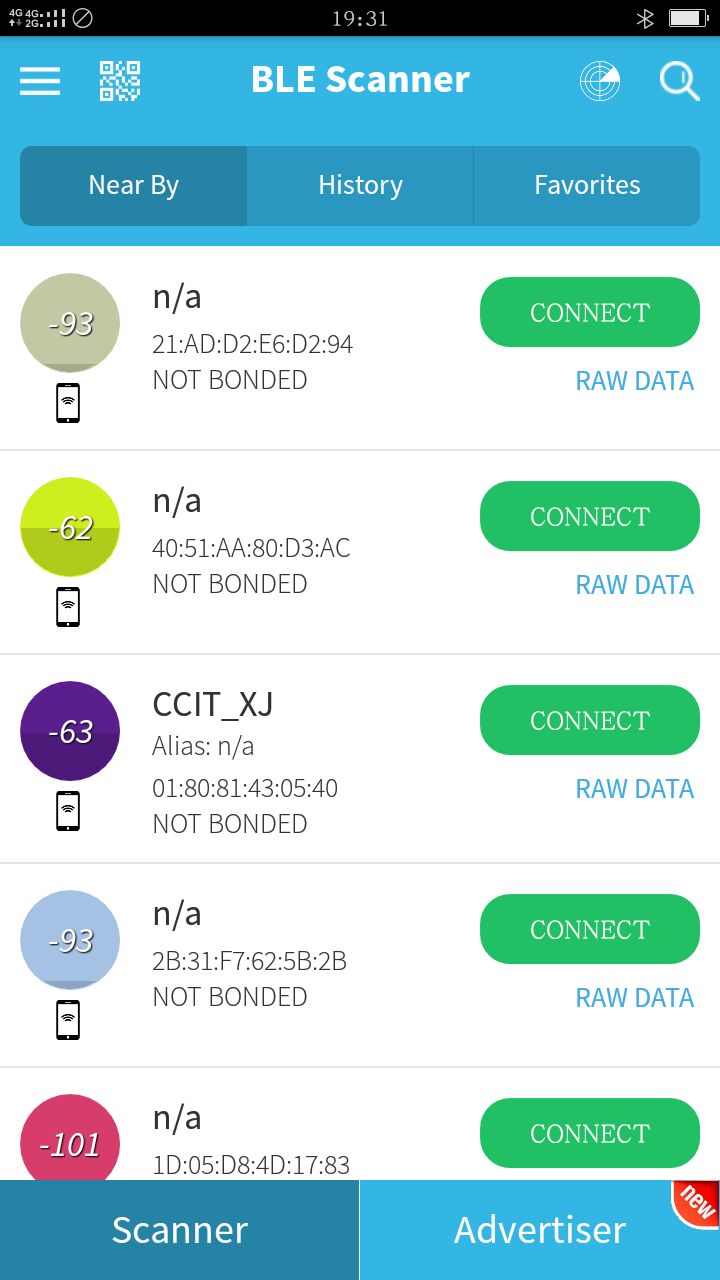 4G 4G 2G 19:31
BLE Scanner
Near By History Favorites
-93 n/a CONNECT
21:AD:D2:E6:D2:94
NOT BONDED RAW DATA
-62 n/a CONNECT
40:51:AA:80:D3:AC
NOT BONDED RAW DATA
-63 CCIT_XJ CONNECT
Alias: n/a
01:80:81:43:05:40 RAW DATA
NOT BONDED
-93 n/a CONNECT
2B:31:F7:62:5B:2B
NOT BONDED RAW DATA
-101 n/a CONNECT
1D:05:D8:4D:17:83
Scanner Advertiser new